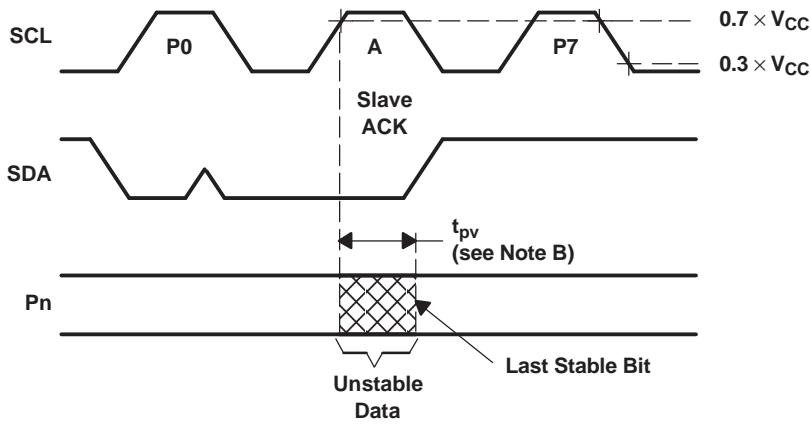 SCL
P0
A
P7
0.7 × VCC
0.3 × VCC
Slave
ACK
SDA
tpv
(see Note B)
Pn
Last Stable Bit
Unstable
Data